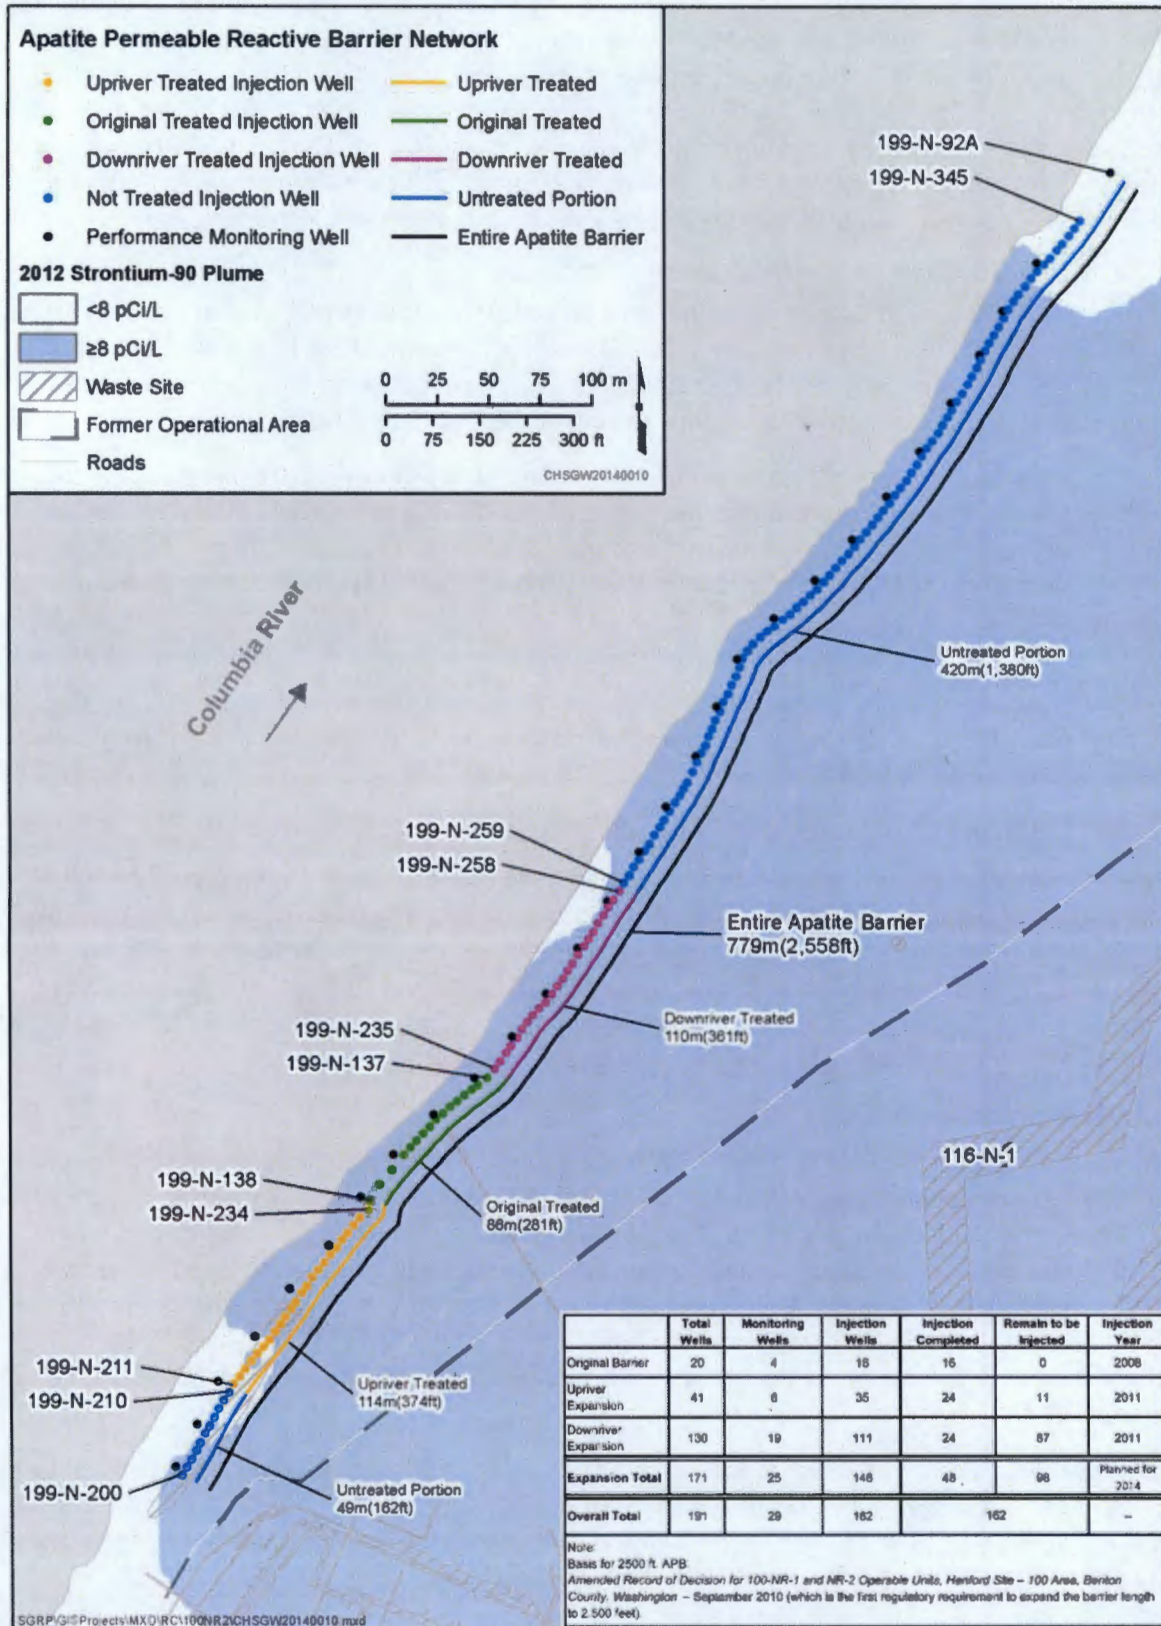 Apatite Permeable Reactive Barrier Network
Upriver Treated Injection Well
Upriver Treated
Original Treated Injection Well
Original Treated
Downriver Treated Injection Well
Downriver Treated
Not Treated Injection Well
Untreated Portion
Performance Monitoring Well
Entire Apatite Barrier
2012 Strontium-90 Plume
<8 pCi/L
≥8 pCi/L
Waste Site
Former Operational Area
Roads
0 25 50 75 100 m
0 75 150 225 300 ft
CHSGW20140010
199-N-92A
199-N-345
Columbia River
Untreated Portion
420m(1,380ft)
199-N-259
199-N-258
Entire Apatite Barrier
779m(2,558ft)
Downriver Treated
110m(361ft)
199-N-235
199-N-137
116-N-1
199-N-138
199-N-234
Original Treated
86m(281ft)
199-N-211
199-N-210
Upriver Treated
114m(374ft)
199-N-200
Untreated Portion
49m(162ft)
Total Wells Monitoring Wells Injection Wells Injection Completed Remain to be Injected Injection Year
Original Barrier 20 4 16 16 0 2008
Upriver Expansion 41 6 35 24 11 2011
Downriver Expansion 130 19 111 24 87 2011
Expansion Total 171 25 146 48 98 Planned for 2014
Overall Total 191 29 162 162 --
Note:
Basis for 2500 ft. APB:
Amended Record of Decision for 100-NR-1 and NR-2 Operable Units, Hanford Site – 100 Area, Benton
County, Washington – September 2010 (which is the first regulatory requirement to expand the barrier length
to 2,500 feet).
SGRP\GISProjects\MXD\RC\100NR2\CHSGW20140010.mxd